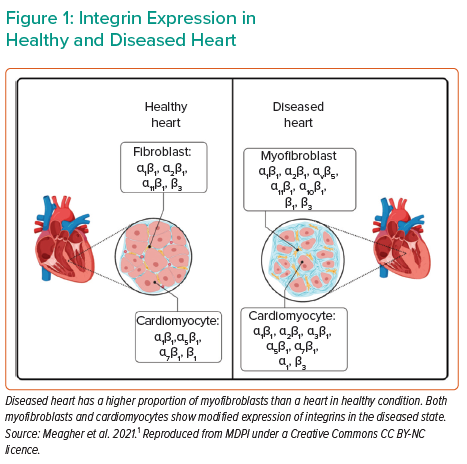 Figure 1: Integrin Expression in
Healthy and Diseased Heart
Healthy
heart
Fibroblast:
α₁β₁, α₂β₁,
α₁₁β₁, β₃
Cardiomyocyte:
α₁β₁,α₅β₁,
α₇β₁, β₁
Diseased
heart
Myofibroblast
α₁β₁, α₂β₁, αᵥβ₅,
α₁₁β₁, α₁₀β₁,
β₁, β₃
Cardiomyocyte:
α₁β₁, α₂β₁, α₃β₁,
α₅β₁, α₇β₁,
α₁, β₃
Diseased heart has a higher proportion of myofibroblasts than a heart in healthy condition. Both
myofibroblasts and cardiomyocytes show modified expression of integrins in the diseased state.
Source: Meagher et al. 2021.¹ Reproduced from MDPI under a Creative Commons CC BY-NC
licence.